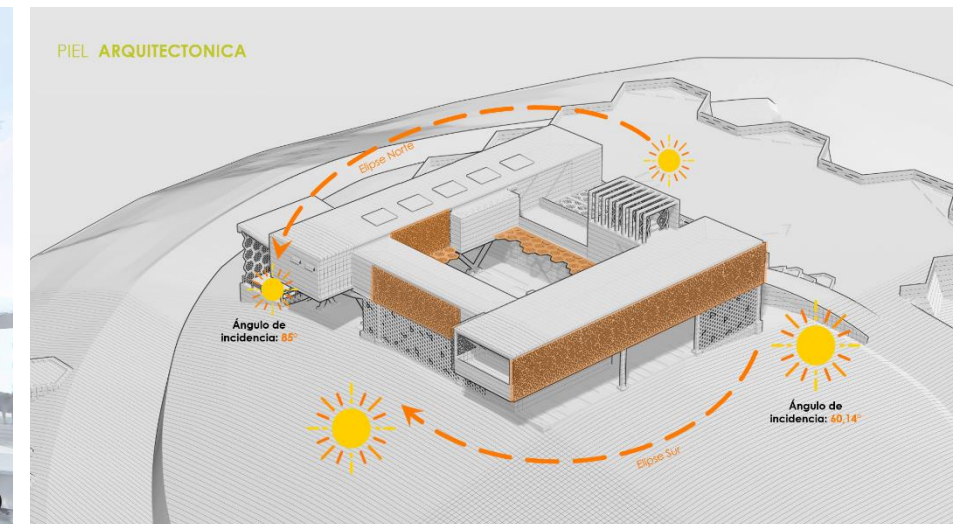 PIEL ARQUITECTONICA
Elipse Norte
Ángulo de
incidencia: 85°
Ángulo de
incidencia: 60,14°
Elipse Sur